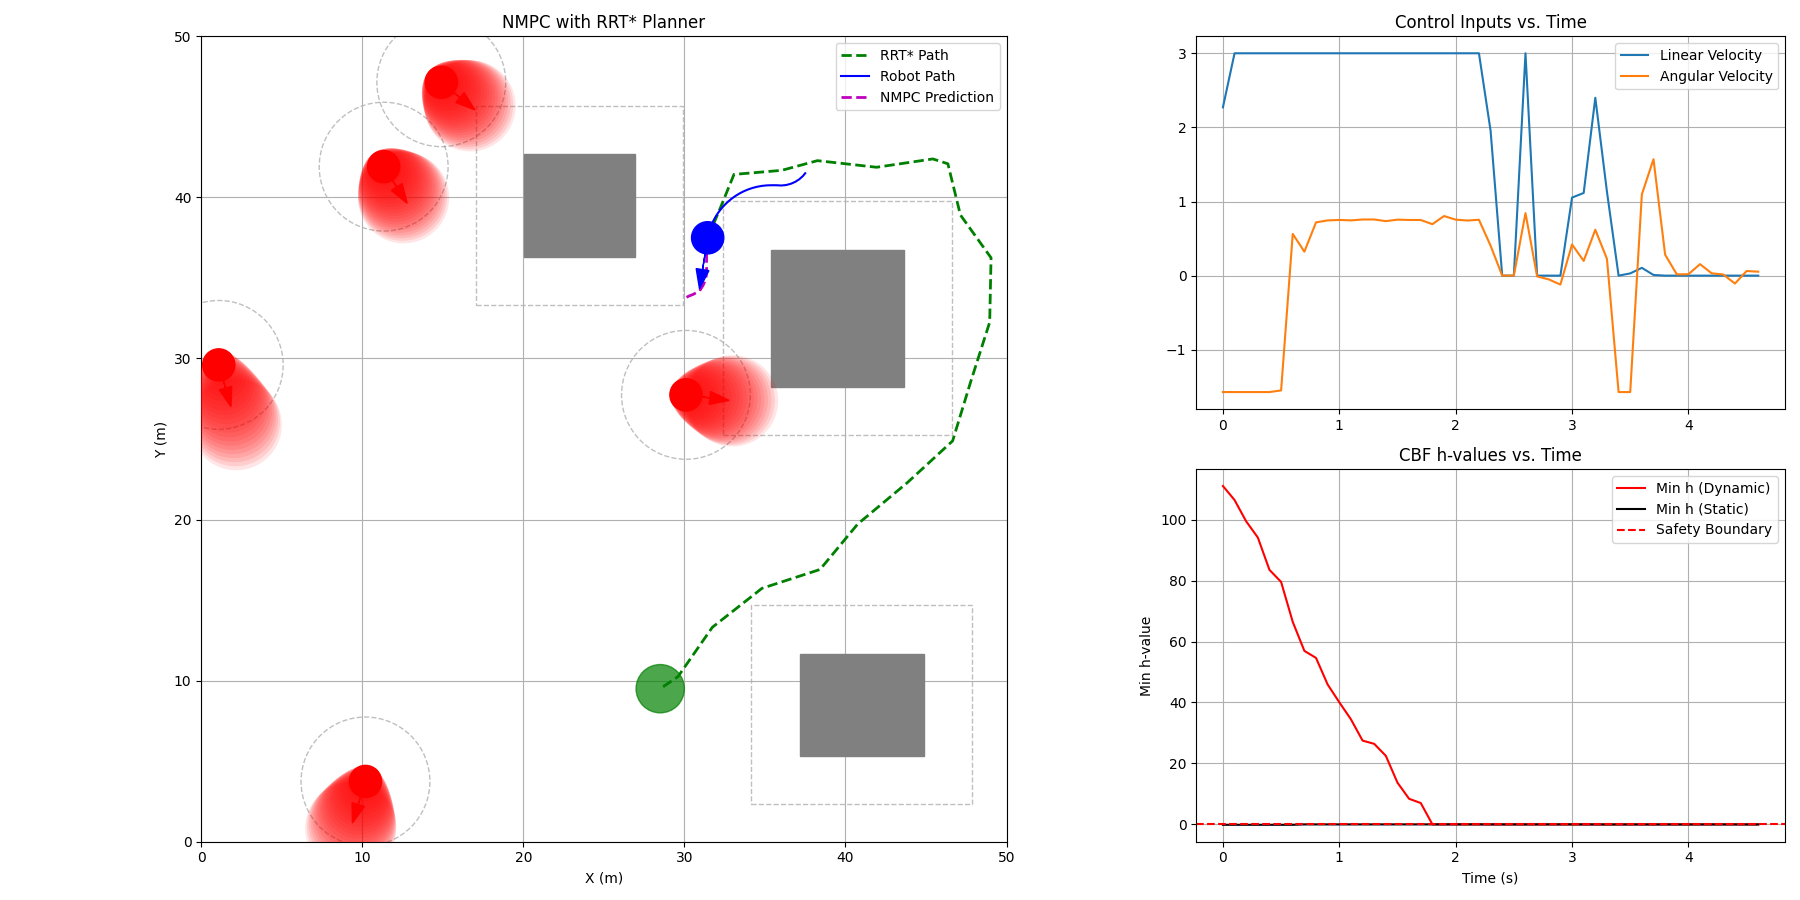 NMPC with RRT* Planner
50
40
30
20
10
0
Y (m)
0 10 20 30 40 50
X (m)
RRT* Path
Robot Path
NMPC Prediction
Control Inputs vs. Time
3
2
1
0
−1
0 1 2 3 4
Linear Velocity
Angular Velocity
CBF h-values vs. Time
100
80
60
40
20
0
Min h-value
0 1 2 3 4
Time (s)
Min h (Dynamic)
Min h (Static)
Safety Boundary